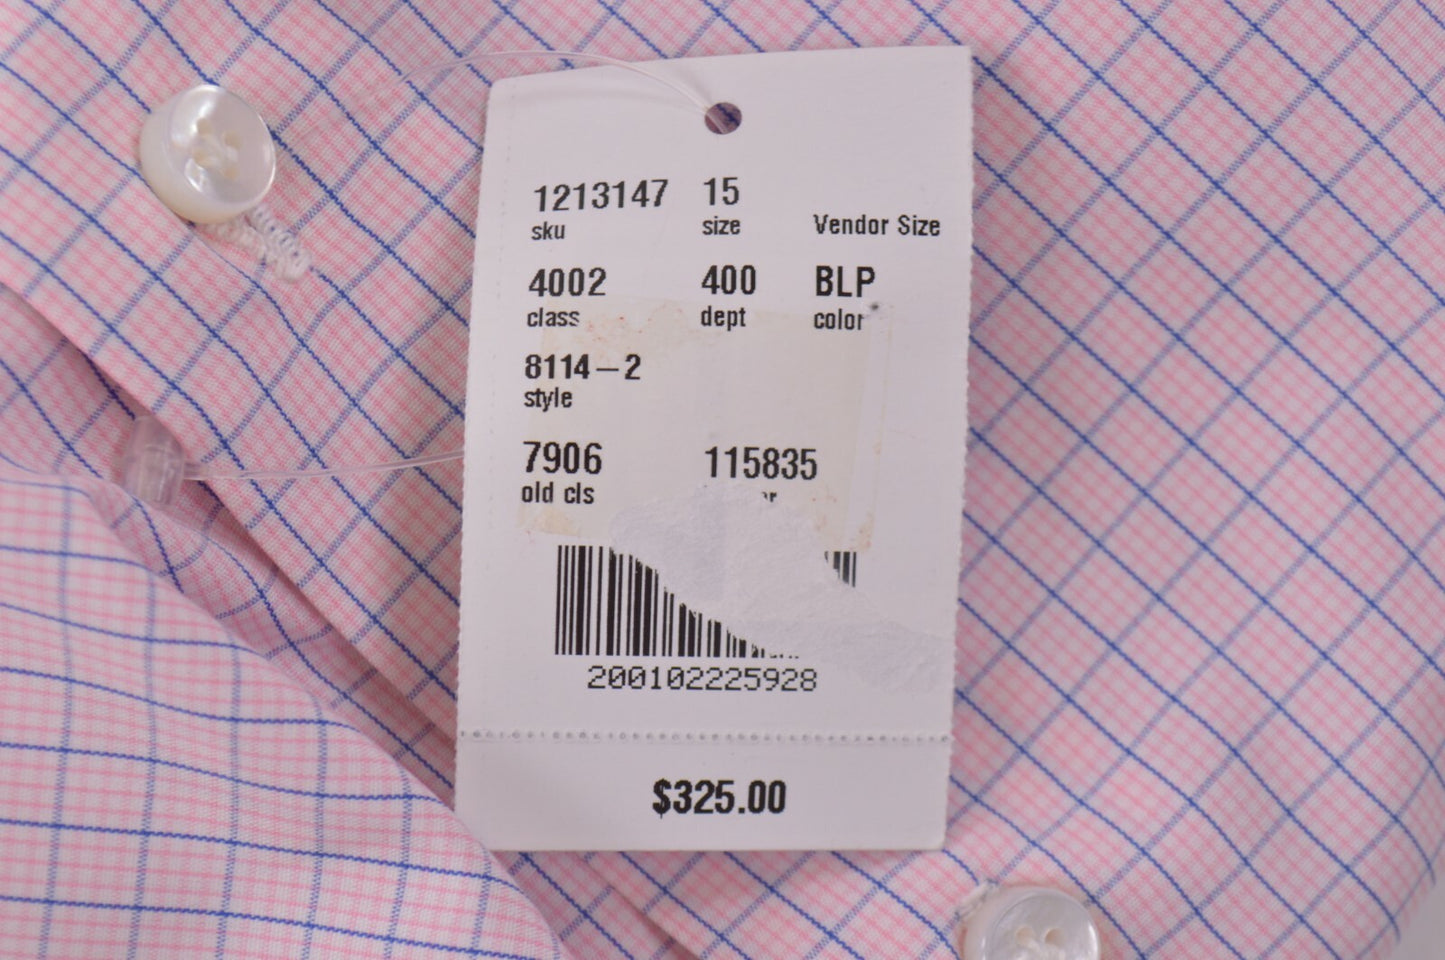 1213147 15
sku size Vendor Size
4002 400 BLP
class dept color
8114-2
style
7906 115835
old cls
200102225928
$325.00